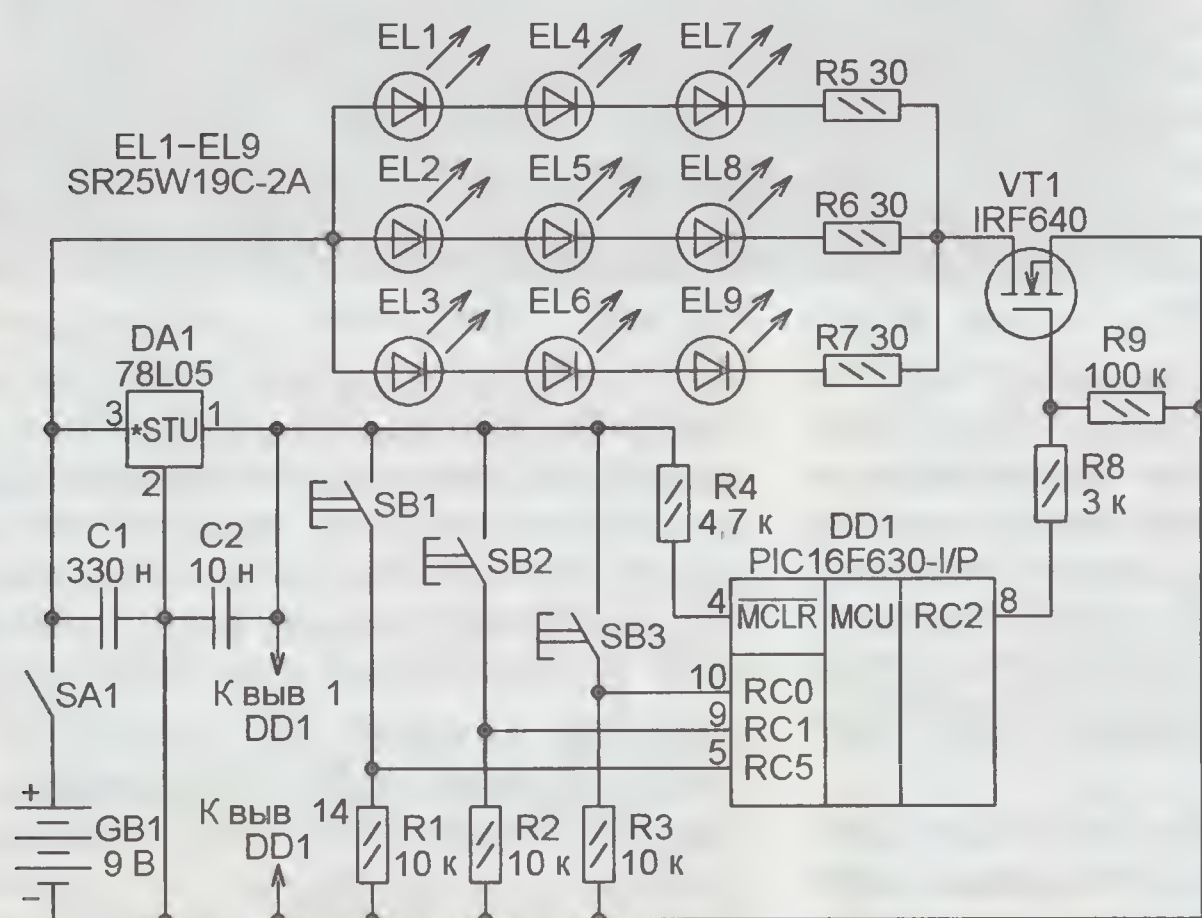 EL1
EL4
EL7
R5 30
EL1–EL9
SR25W19C-2A
EL2
EL5
EL8
R6 30
VT1
IRF640
EL3
EL6
EL9
R7 30
DA1
78L05
R9
100 к
3
*STU
1
2
SB1
R4
4,7 к
R8
3 к
C1
330 н
C2
10 н
SB2
DD1
PIC16F630-I/P
4
MCLR
MCU
RC2
8
SB3
SA1
К выв 1
DD1
10
RC0
9
RC1
5
RC5
+
GB1
9 В
–
К выв 14
DD1
R1
10 к
R2
10 к
R3
10 к